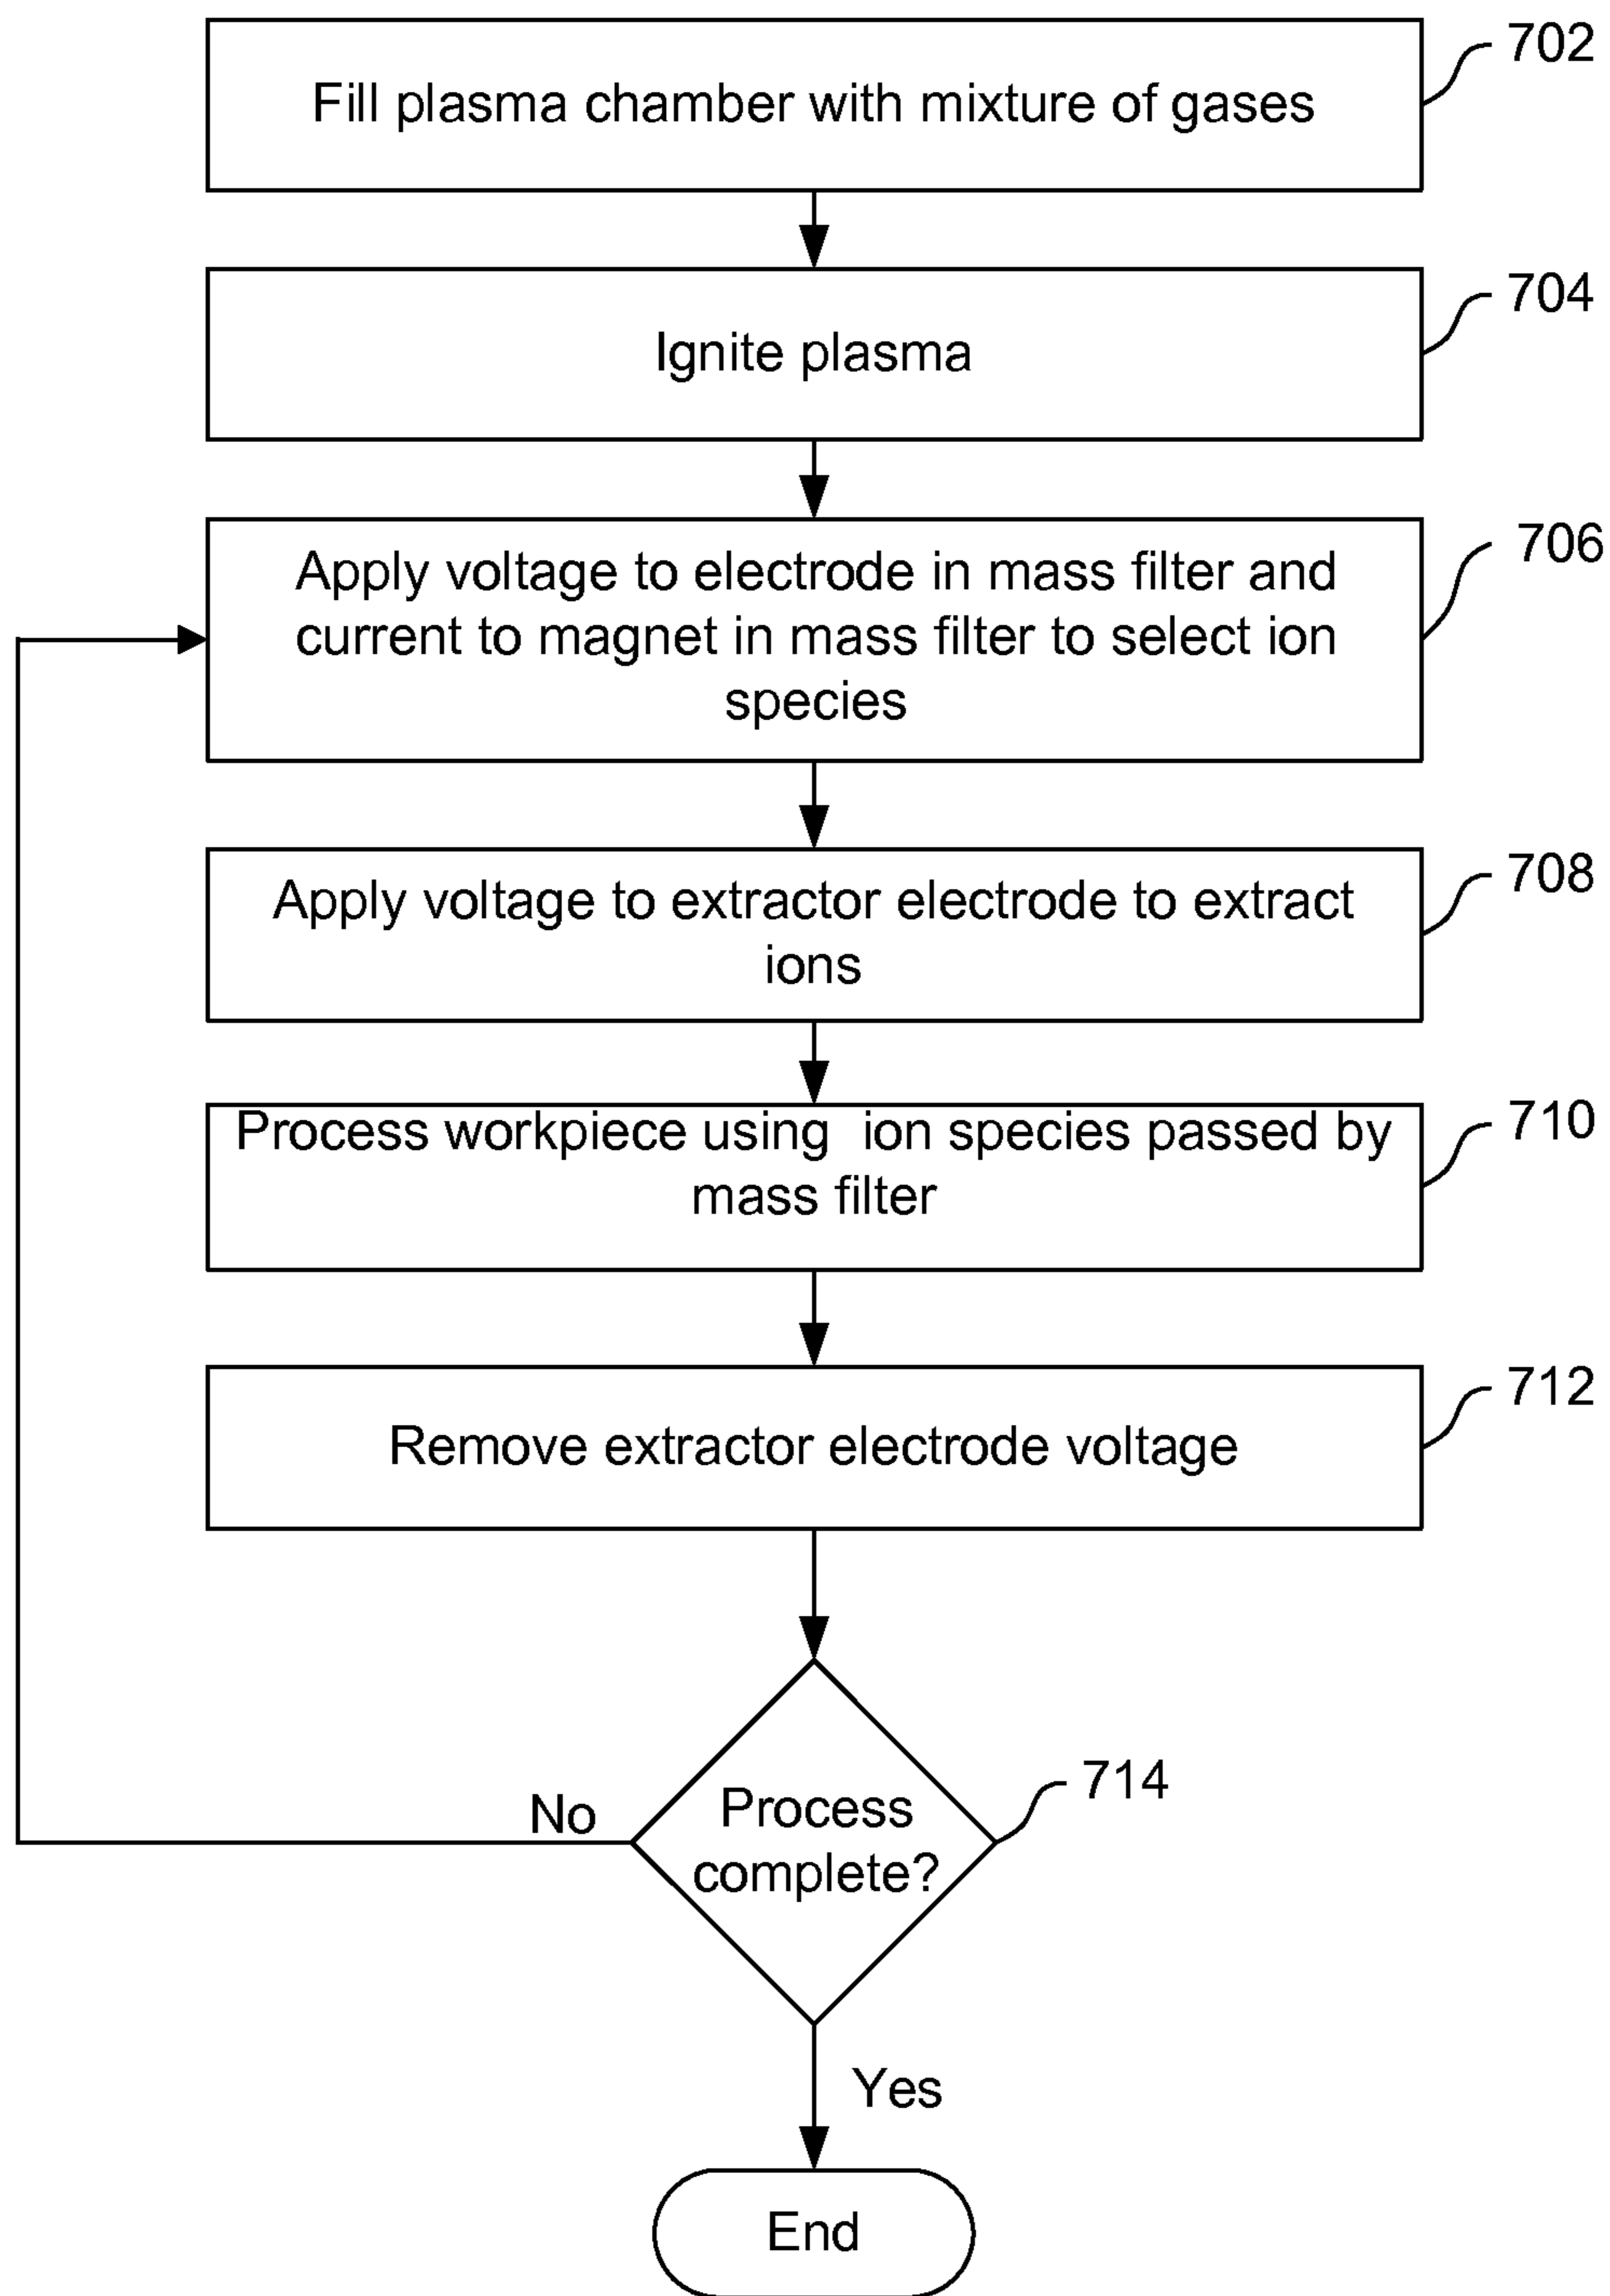 702
Fill plasma chamber with mixture of gases
704
Ignite plasma
706
Apply voltage to electrode in mass filter and
current to magnet in mass filter to select ion
species
708
Apply voltage to extractor electrode to extract
ions
710
Process workpiece using  ion species passed by
mass filter
712
Remove extractor electrode voltage
714
Process
complete?
No
Yes
End